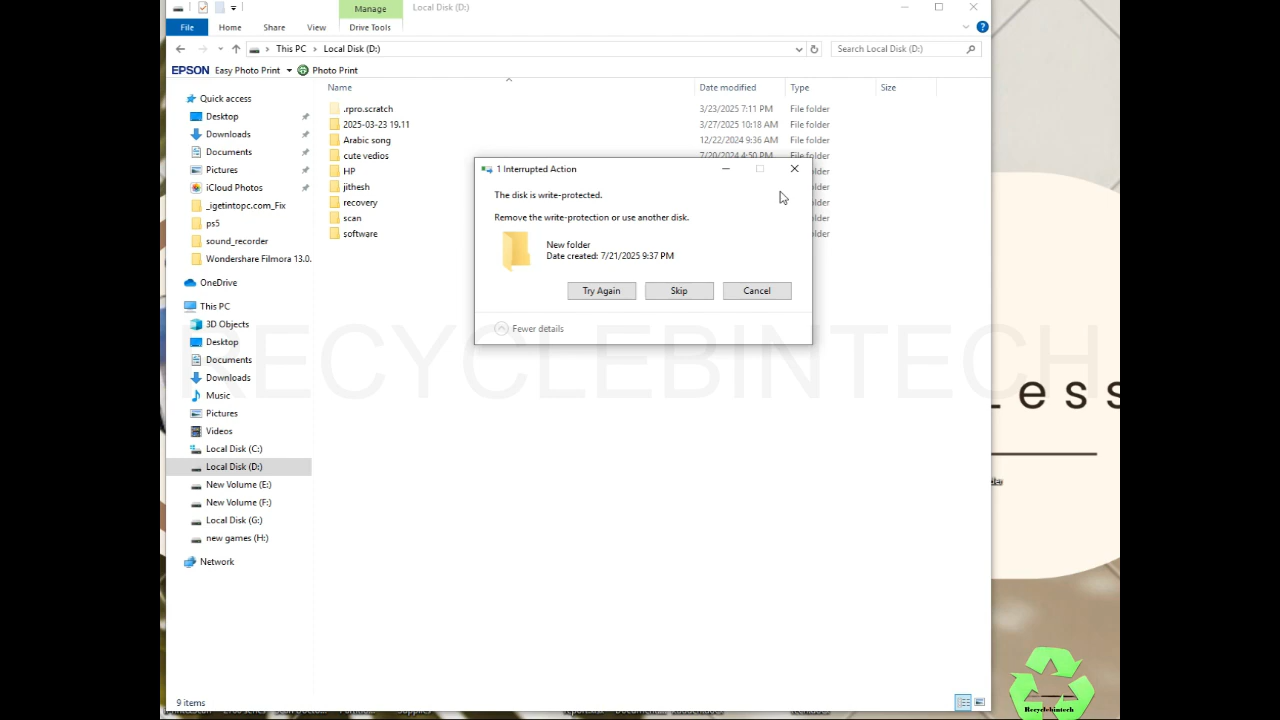 Manage
Local Disk (D:)
File
Home
Share
View
Drive Tools
This PC
Local Disk (D:)
Search Local Disk (D:)
EPSON Easy Photo Print
Photo Print
Name
Date modified
Type
Size
.rpro.scratch 3/23/2025 7:11 PM File folder
2025-03-23 19.11 3/27/2025 10:18 AM File folder
Arabic song 12/22/2024 9:36 AM File folder
cute vedios 7/20/2024 4:50 PM File folder
HP
jithesh
recovery
scan
software
Quick access
Desktop
Downloads
Documents
Pictures
iCloud Photos
_igetintopc.com_Fix
ps5
sound_recorder
Wondershare Filmora 13.0.
OneDrive
This PC
3D Objects
Desktop
Documents
Downloads
Music
Pictures
Videos
Local Disk (C:)
Local Disk (D:)
New Volume (E:)
New Volume (F:)
Local Disk (G:)
new games (H:)
Network
9 items
1 Interrupted Action
The disk is write-protected.
Remove the write-protection or use another disk.
New folder
Date created: 7/21/2025 9:37 PM
Try Again
Skip
Cancel
Fewer details
RECYCLEBINTECH
less
Recyclebintech